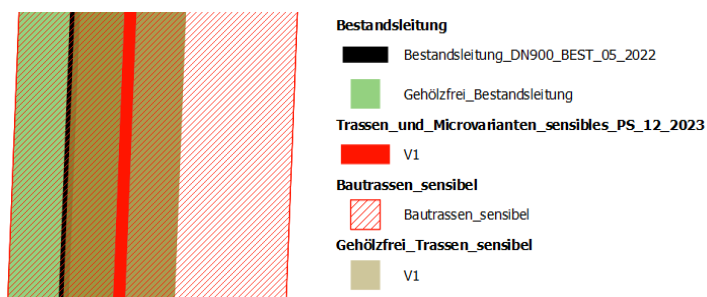 Bestandsleitung
Bestandsleitung_DN900_BEST_05_2022
Gehölzfrei_Bestandsleitung
Trassen_und_Microvarianten_sensibles_PS_12_2023
V1
Bautrassen_sensibel
Bautrassen_sensibel
Gehölzfrei_Trassen_sensibel
V1